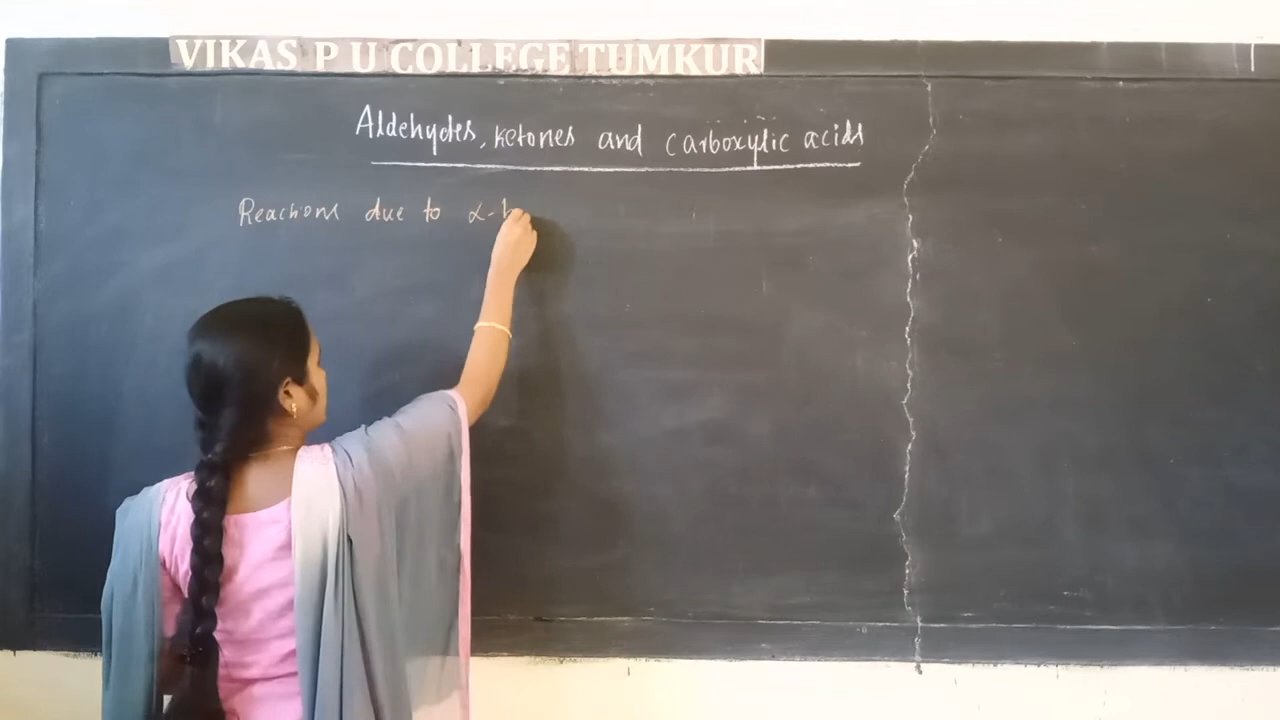 VIKAS P U COLLEGE TUMKUR
Aldehydes, ketones and carboxylic acids
Reactions due to α-h